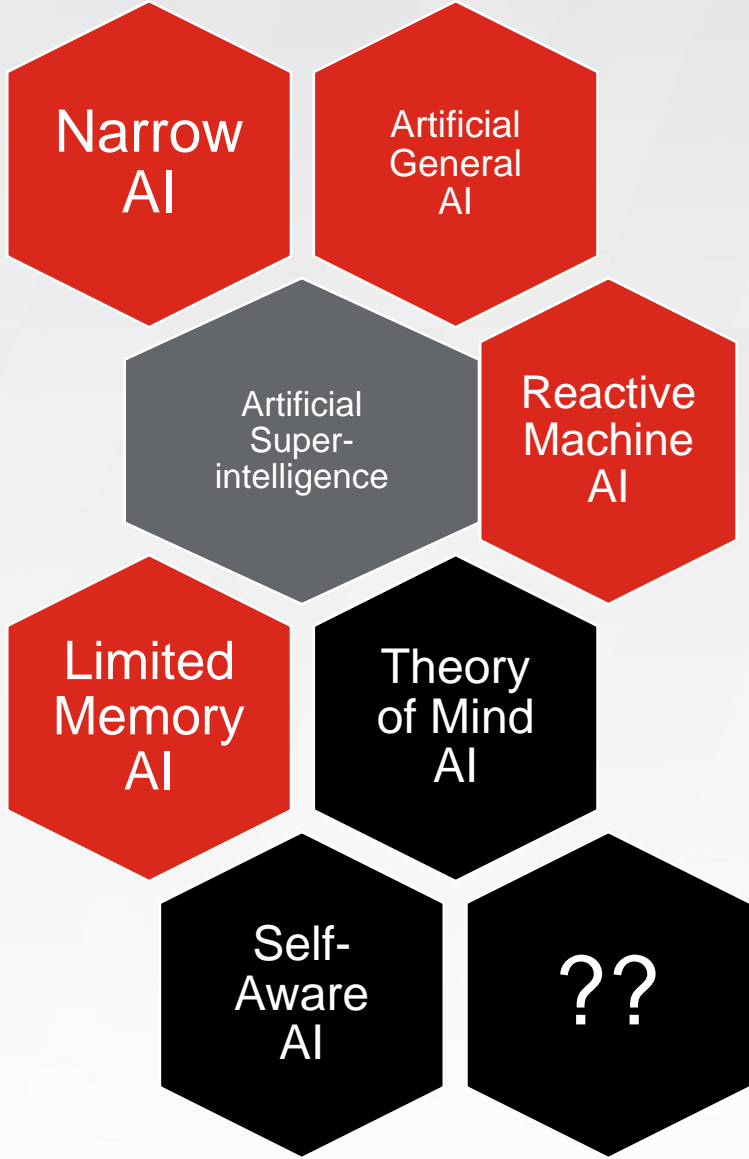 Narrow
AI
Artificial
General
AI
Artificial
Super-
intelligence
Reactive
Machine
AI
Limited
Memory
AI
Theory
of Mind
AI
Self-
Aware
AI
??